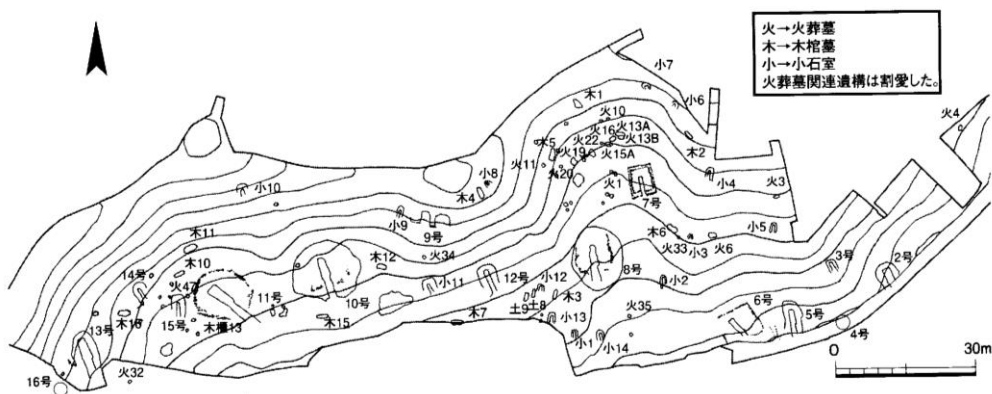 火→火葬墓
木→木棺墓
小→小石室
火葬墓関連遺構は割愛した。
小7
小6
火4
木1
火10
火16
火13A
火13B
木5
火22
火19
火15A
木2
火11
火20
小8
木4
火1
7号
小4
火3
小10
小9
9号
木11
木6
火33
小3
火6
小5
木10
木12
火34
14号
火47
小11
12号
小12
8号
小2
3号
2号
11号
10号
土9
土8
木3
小13
火35
13号
木16
15号
木櫃13
木15
木7
6号
5号
4号
小1
小14
16号
火32
0
30m